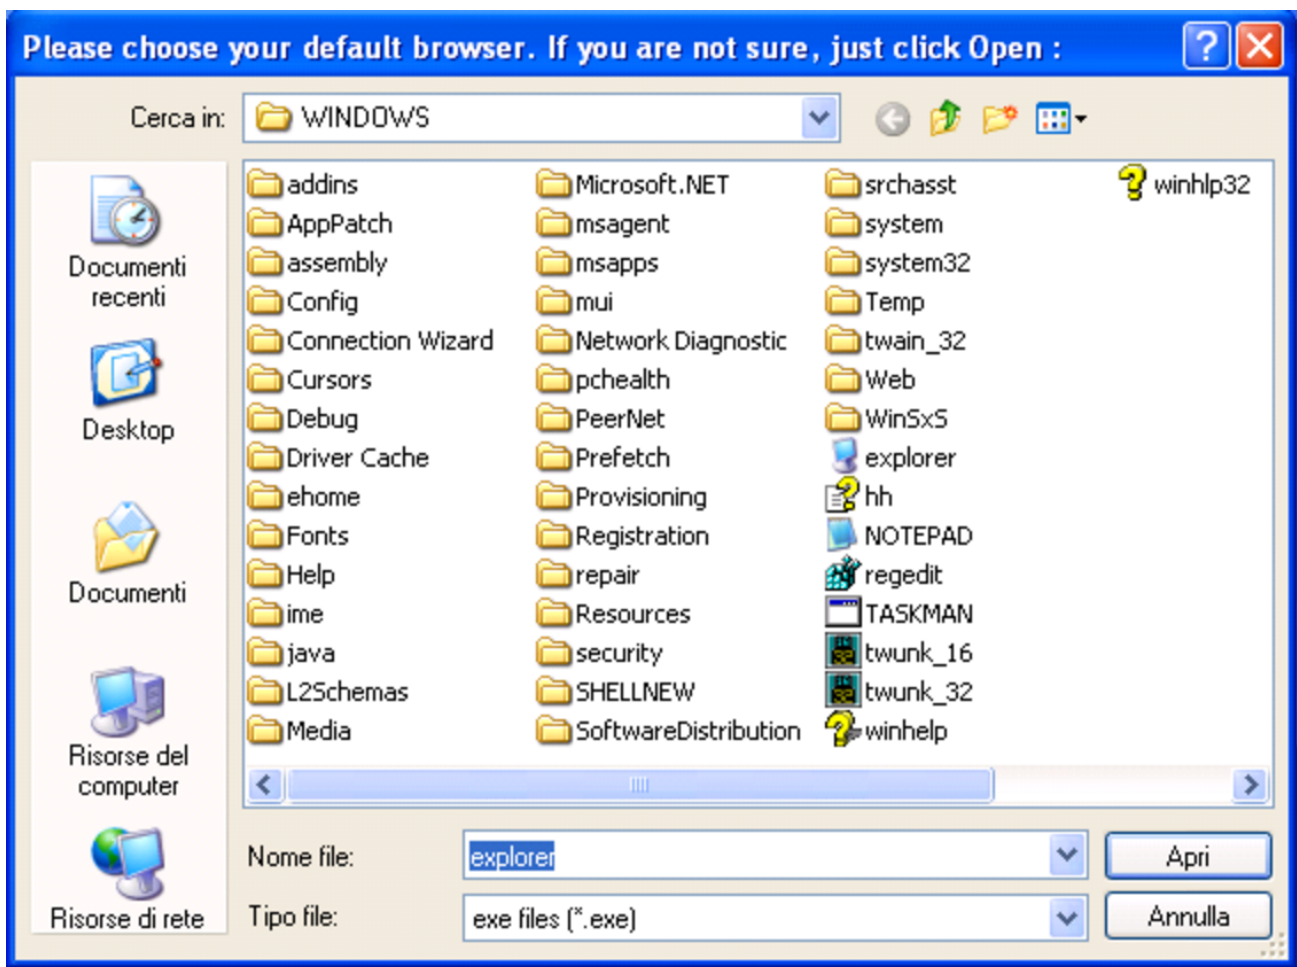 Please choose your default browser. If you are not sure, just click Open :
Cerca in:
WINDOWS
Documenti
recenti
Desktop
Documenti
Risorse del
computer
Risorse di rete
addins
AppPatch
assembly
Config
Connection Wizard
Cursors
Debug
Driver Cache
ehome
Fonts
Help
ime
java
L2Schemas
Media
Microsoft.NET
msagent
msapps
mui
Network Diagnostic
pchealth
PeerNet
Prefetch
Provisioning
Registration
repair
Resources
security
SHELLNEW
SoftwareDistribution
srchasst
system
system32
Temp
twain_32
Web
WinSxS
explorer
hh
NOTEPAD
regedit
TASKMAN
twunk_16
twunk_32
winhelp
winhlp32
Nome file:
explorer
Apri
Tipo file:
exe files (*.exe)
Annulla